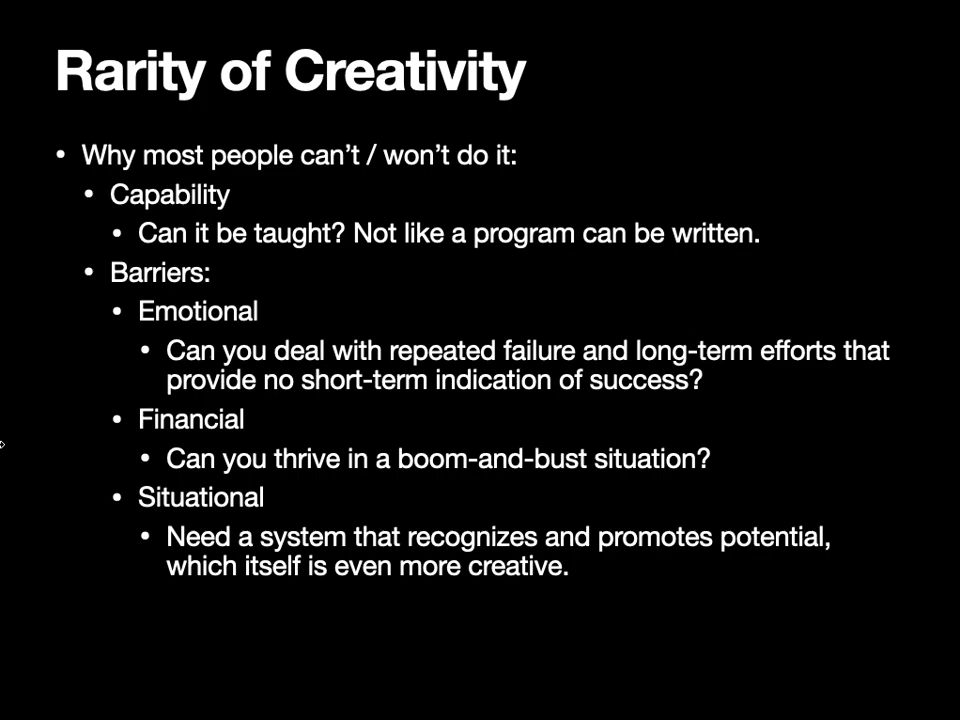 Rarity of Creativity
• Why most people can’t / won’t do it:
• Capability
• Can it be taught? Not like a program can be written.
• Barriers:
• Emotional
• Can you deal with repeated failure and long-term efforts that
provide no short-term indication of success?
• Financial
• Can you thrive in a boom-and-bust situation?
• Situational
• Need a system that recognizes and promotes potential,
which itself is even more creative.